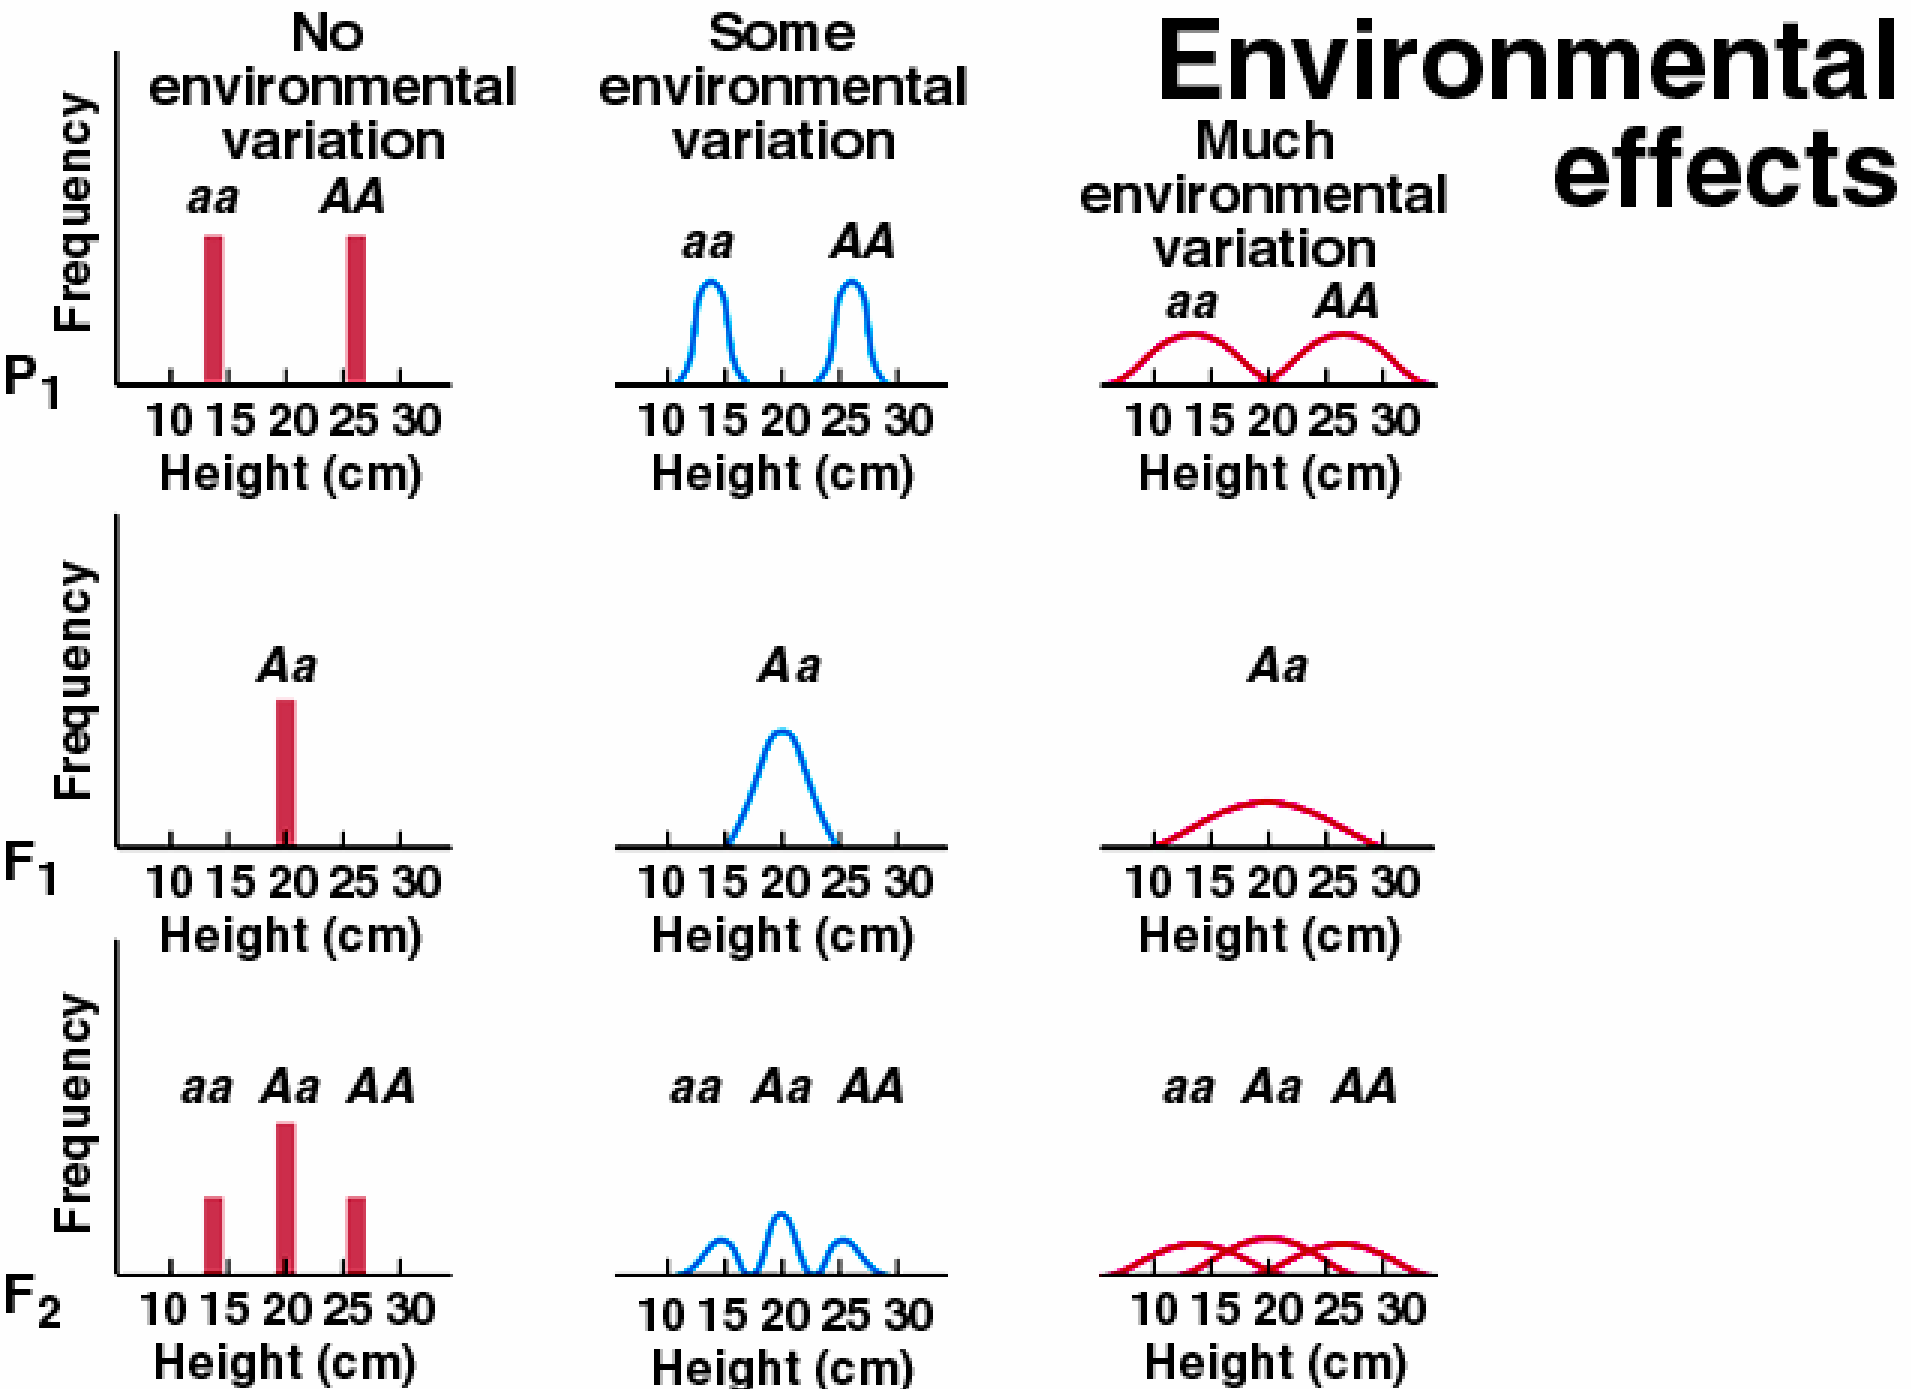 Environmental
effects
No
environmental
variation
Some
environmental
variation
Much
environmental
variation
Frequency
aa AA
aa AA
aa AA
P1
10 15 20 25 30
10 15 20 25 30
10 15 20 25 30
Height (cm)
Height (cm)
Height (cm)
Frequency
Aa
Aa
Aa
F1
10 15 20 25 30
10 15 20 25 30
10 15 20 25 30
Height (cm)
Height (cm)
Height (cm)
Frequency
aa Aa AA
aa Aa AA
aa Aa AA
F2
10 15 20 25 30
10 15 20 25 30
10 15 20 25 30
Height (cm)
Height (cm)
Height (cm)